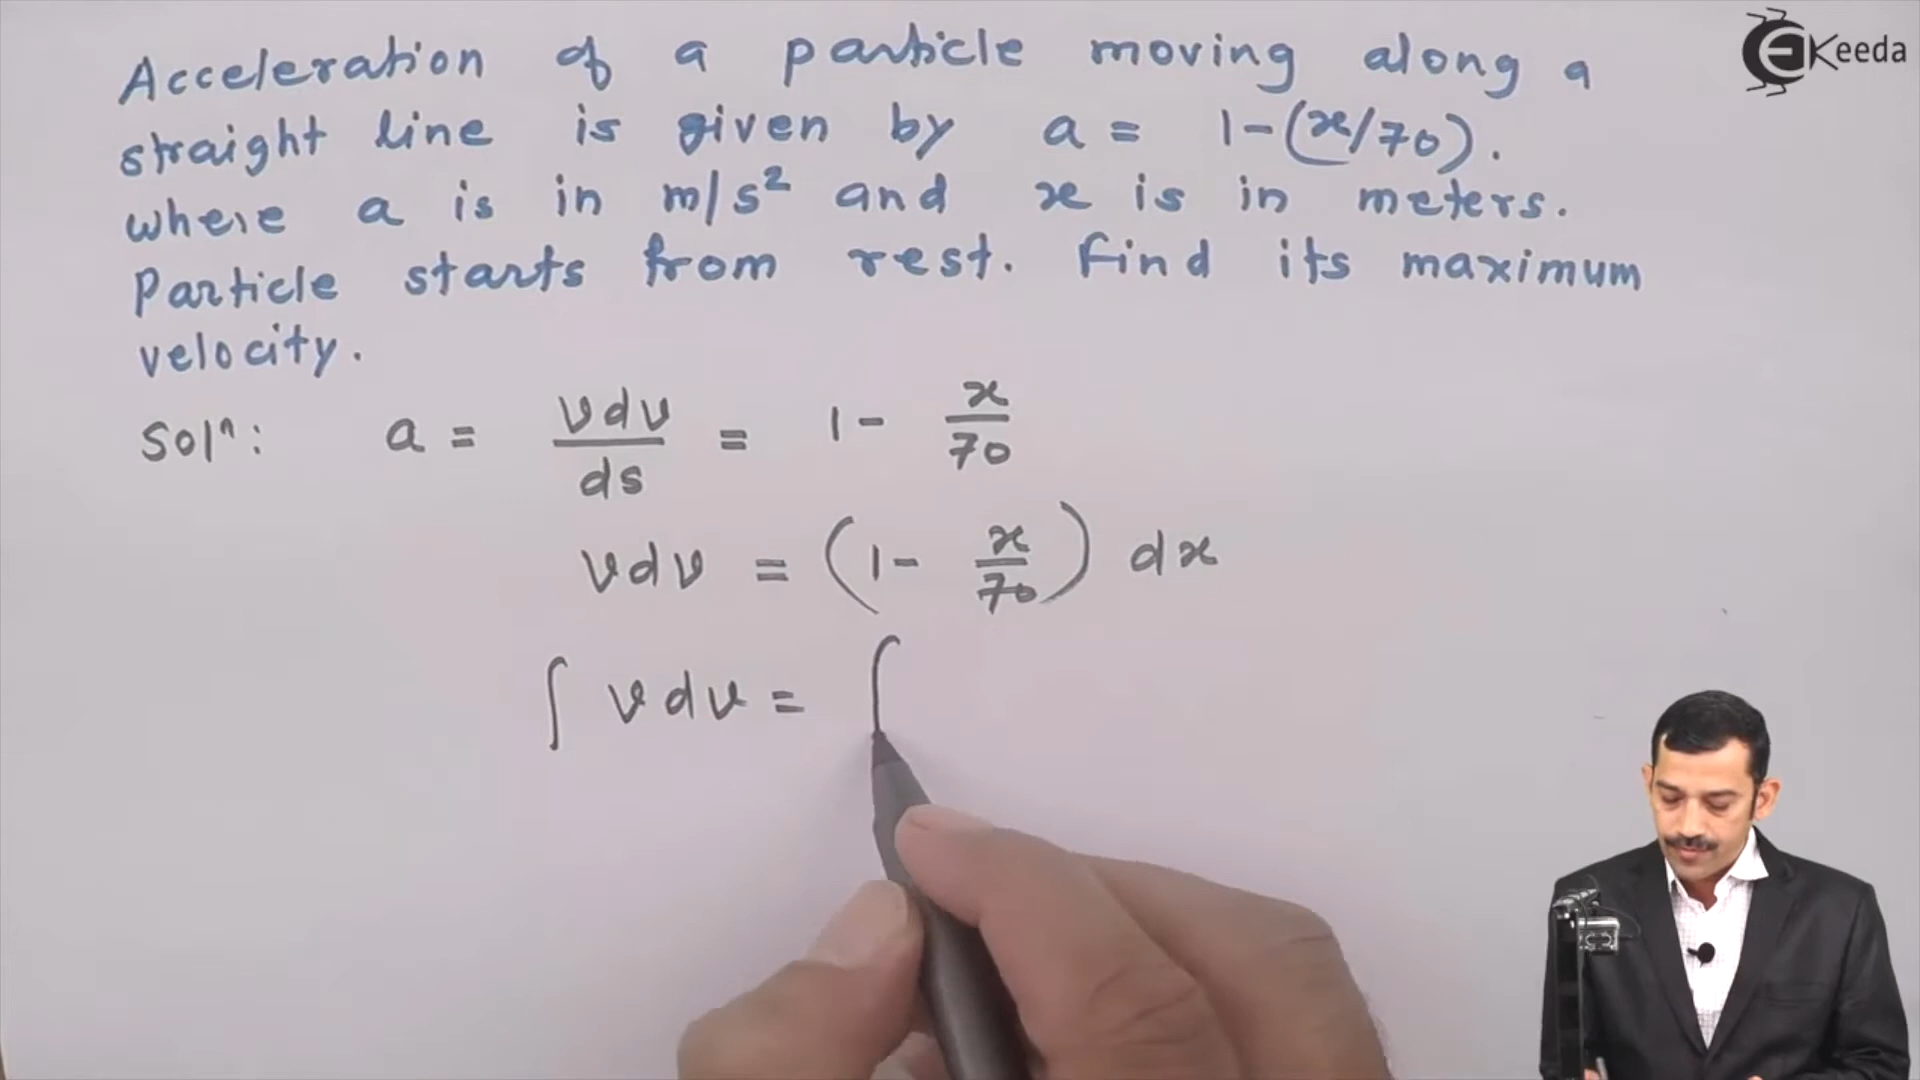 Acceleration of a particle moving along a
straight line is given by a = 1-(x/70).
where a is in m/s² and x is in meters.
Particle starts from rest. Find its maximum
velocity.
Solⁿ: a = vdv/ds = 1 - x/70
vdv = (1 - x/70) dx
∫ vdv = ∫
EKeeda